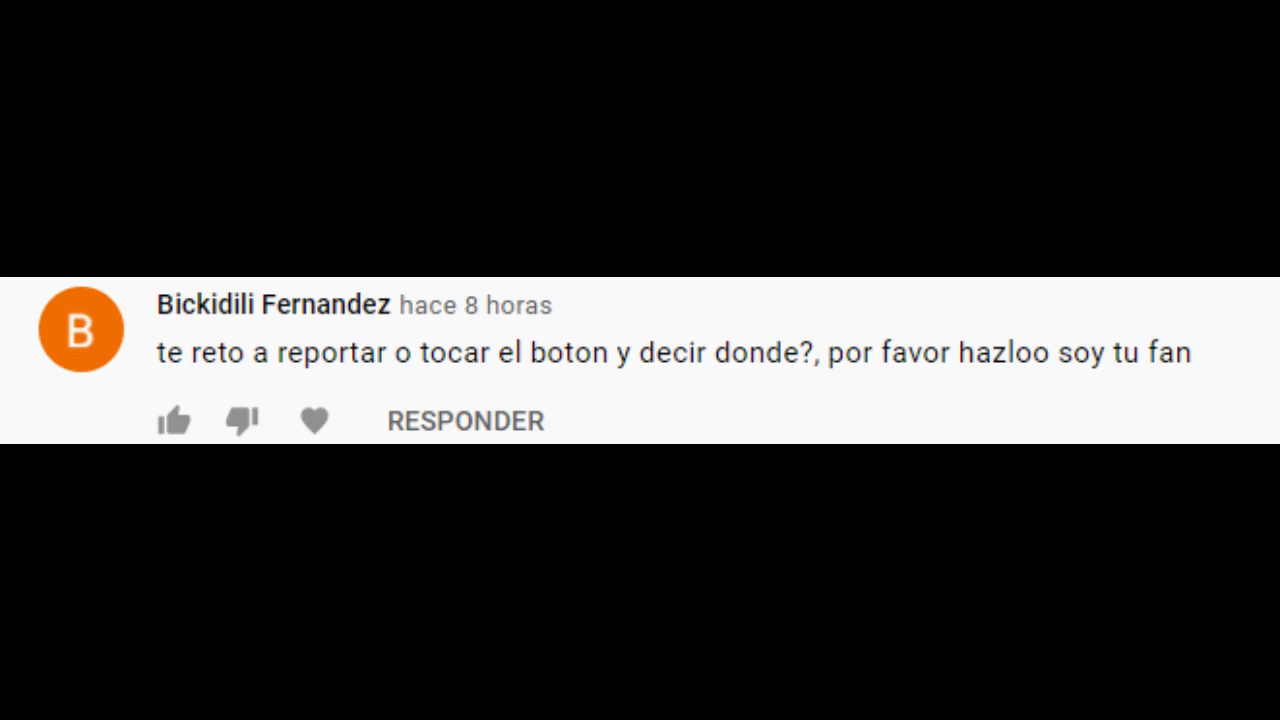 B
Bickidili Fernandez hace 8 horas
te reto a reportar o tocar el boton y decir donde?, por favor hazloo soy tu fan
RESPONDER